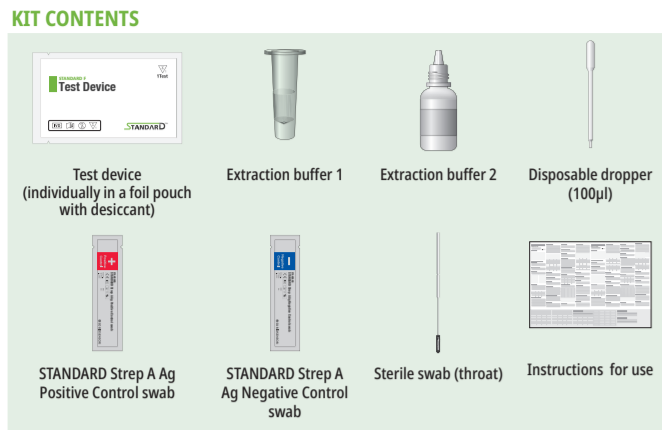 KIT CONTENTS
STANDARD F
Test Device
1Test
STANDARD
Test device
(individually in a foil pouch
with desiccant)
Extraction buffer 1
Extraction buffer 2
Disposable dropper
(100μl)
STANDARD Strep A Ag
Positive Control swab
STANDARD Strep A
Ag Negative Control
swab
Sterile swab (throat)
Instructions for use